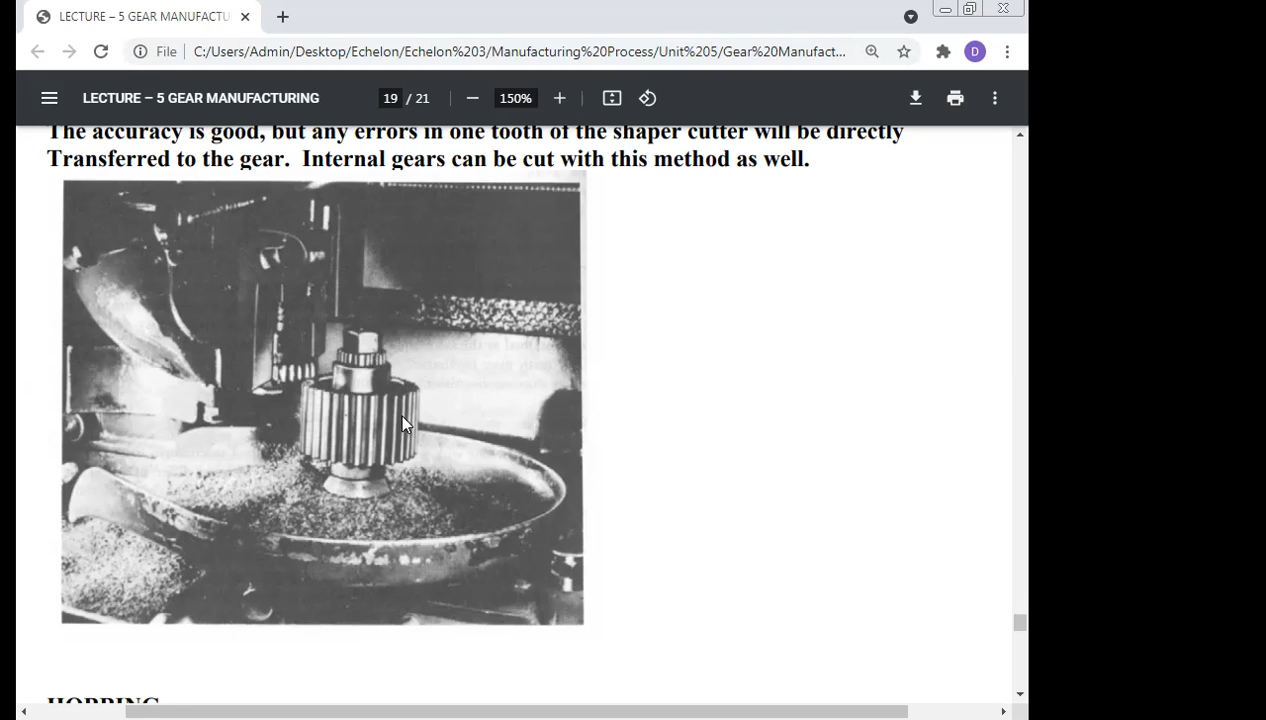 LECTURE – 5 GEAR MANUFACTU
File C:/Users/Admin/Desktop/Echelon/Echelon%203/Manufacturing%20Process/Unit%205/Gear%20Manufact...
D
LECTURE – 5 GEAR MANUFACTURING
19 / 21
150%
The accuracy is good, but any errors in one tooth of the shaper cutter will be directly
Transferred to the gear. Internal gears can be cut with this method as well.
HOBBING